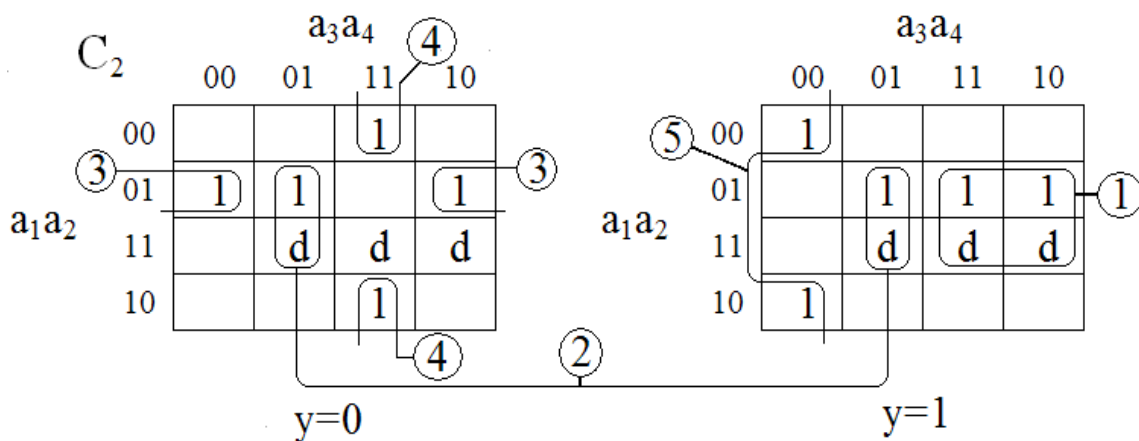 C₂
a₃a₄ ④ a₃a₄
00 01 11 10 00 01 11 10
00 1 ⑤ 00 1
③ 01 1 1 1 ③ 01 1 1 1 ①
a₁a₂ a₁a₂
11 d d d 11 d d d
10 1 10 1
④ ②
y=0 y=1